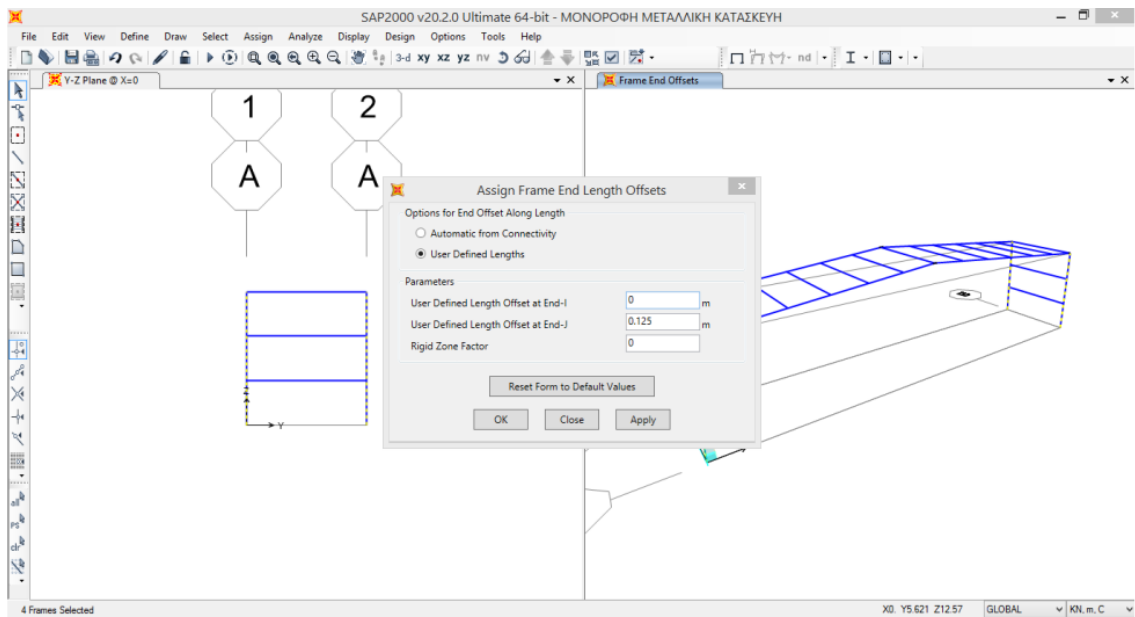 SAP2000 v20.2.0 Ultimate 64-bit - ΜΟΝΟΡΟΦΗ ΜΕΤΑΛΛΙΚΗ ΚΑΤΑΣΚΕΥΗ
File Edit View Define Draw Select Assign Analyze Display Design Options Tools Help
3-d xy xz yz nv nd
Y-Z Plane @ X=0
Frame End Offsets
1 2
A A
Assign Frame End Length Offsets
Options for End Offset Along Length
Automatic from Connectivity
User Defined Lengths
Parameters
User Defined Length Offset at End-I 0 m
User Defined Length Offset at End-J 0.125 m
Rigid Zone Factor 0
Reset Form to Default Values
OK Close Apply
Y
all
PS
clr
4 Frames Selected
X0. Y5.621 Z12.57 GLOBAL KN, m, C